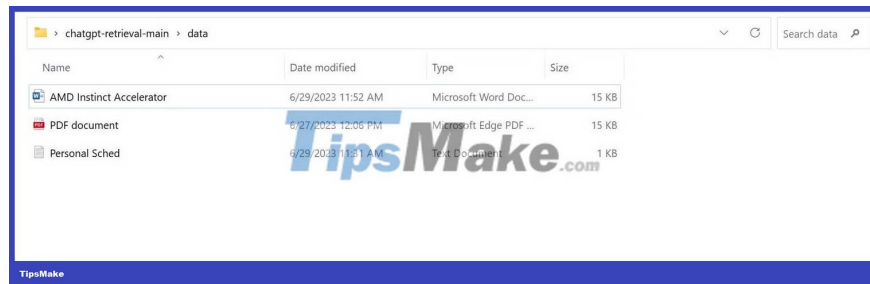 chatgpt-retrieval-main > data
Search data
Name Date modified Type Size
AMD Instinct Accelerator 6/29/2023 11:52 AM Microsoft Word Doc... 15 KB
PDF document 6/27/2023 12:06 PM Microsoft Edge PDF ... 15 KB
Personal Sched 6/29/2023 11:31 AM Text Document 1 KB
TipsMake.com
TipsMake